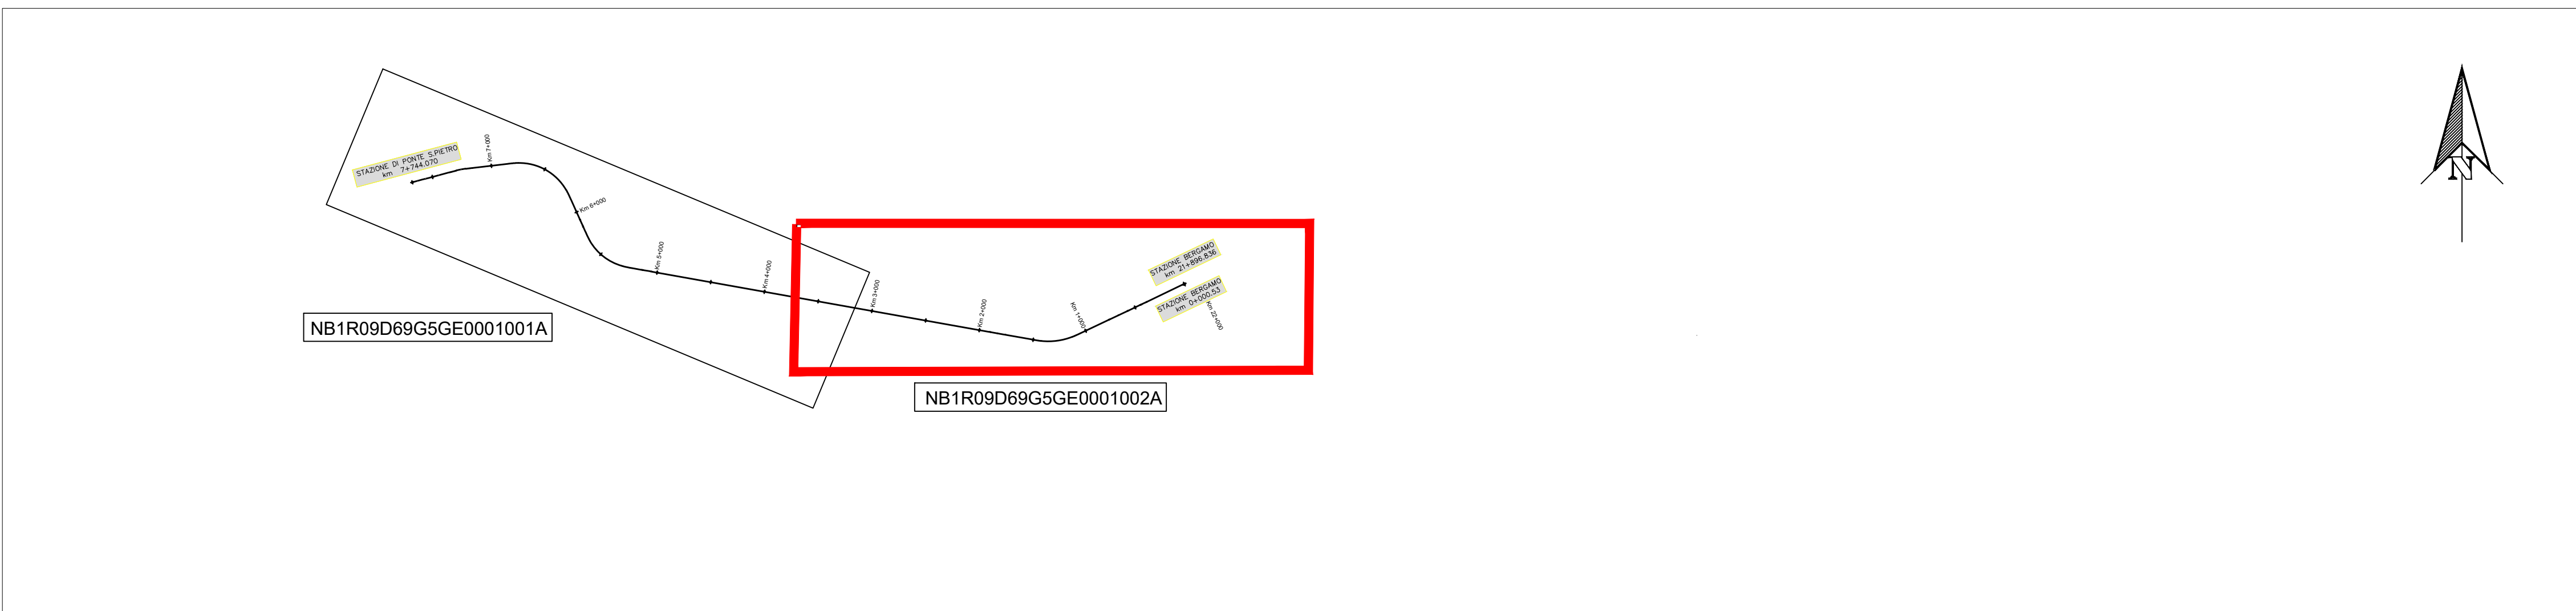 STAZIONE DI PONTE S.PIETRO
km 7+744.070
Km 7+000
Km 6+000
Km 5+000
Km 4+000
Km 3+000
Km 2+000
Km 1+000
STAZIONE BERGAMO
km 21+896.836
STAZIONE BERGAMO
km 0+000.53
Km 22+000
NB1R09D69G5GE0001001A
NB1R09D69G5GE0001002A
N